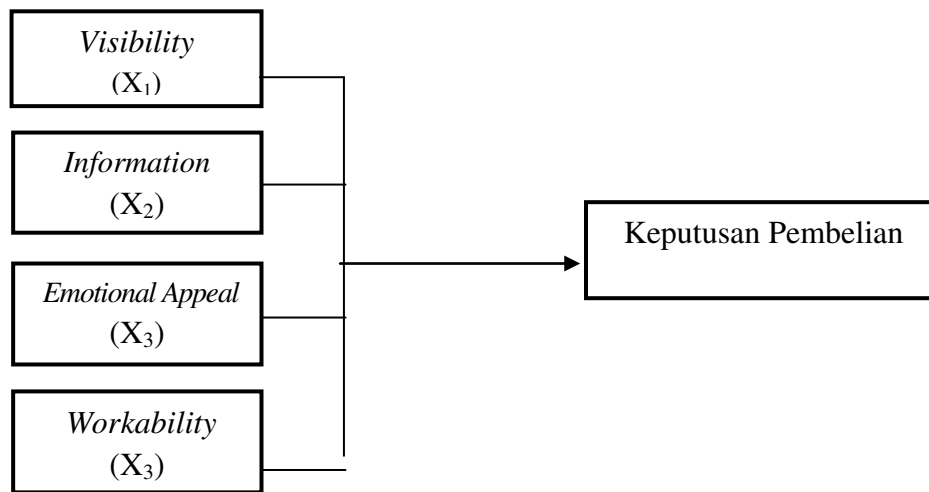 Visibility
(X₁)
Information
(X₂)
Emotional Appeal
(X₃)
Workability
(X₃)
Keputusan Pembelian